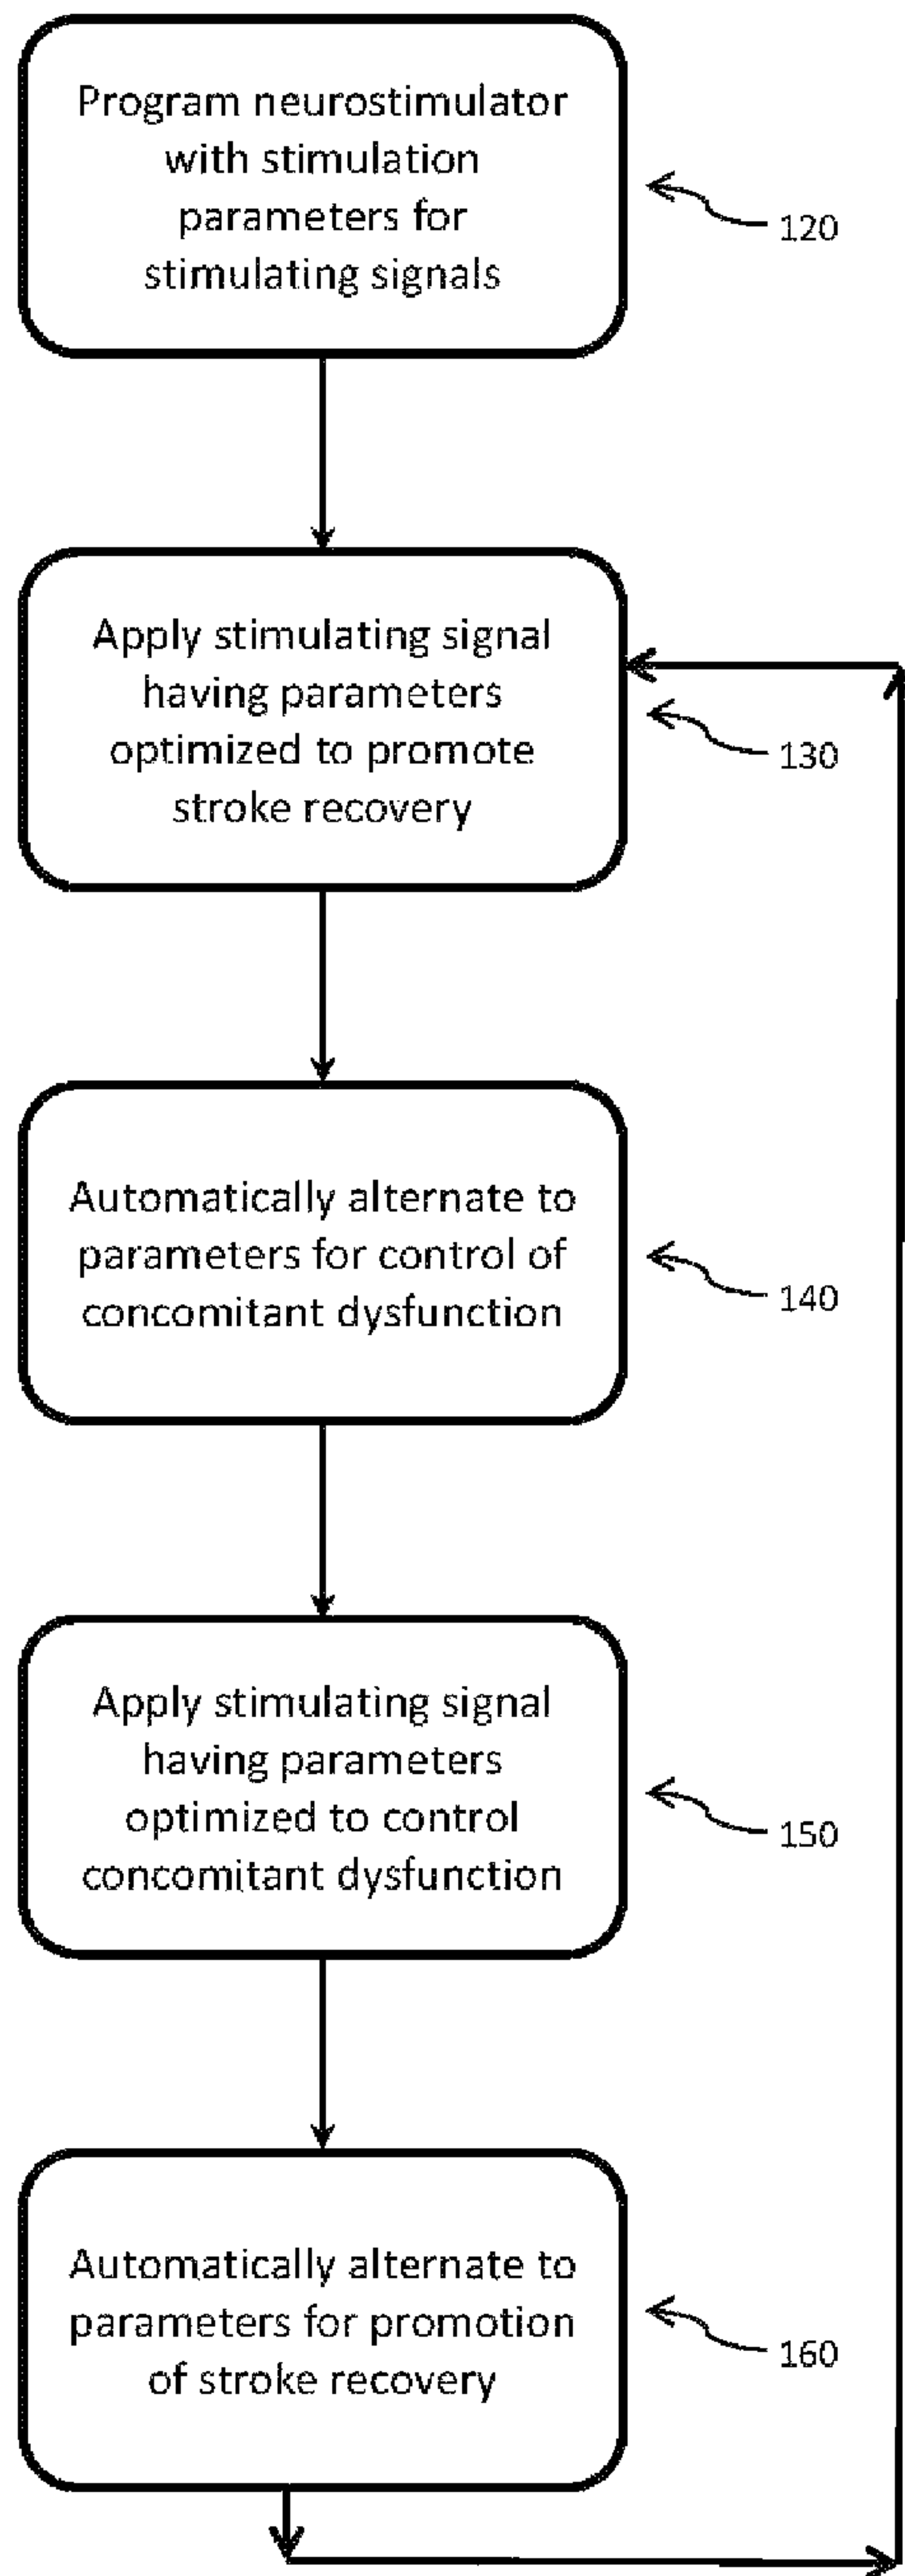 Program neurostimulator
with stimulation
parameters for
stimulating signals
120
Apply stimulating signal
having parameters
optimized to promote
stroke recovery
130
Automatically alternate to
parameters for control of
concomitant dysfunction
140
Apply stimulating signal
having parameters
optimized to control
concomitant dysfunction
150
Automatically alternate to
parameters for promotion
of stroke recovery
160